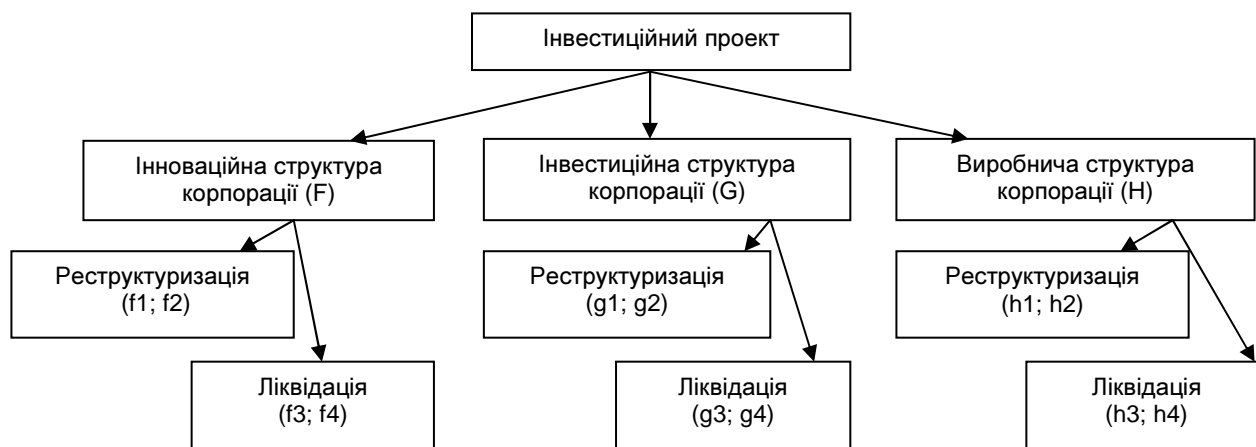 Інвестиційний проект
Інноваційна структура
корпорації (F)
Інвестиційна структура
корпорації (G)
Виробнича структура
корпорації (H)
Реструктуризація
(f1; f2)
Реструктуризація
(g1; g2)
Реструктуризація
(h1; h2)
Ліквідація
(f3; f4)
Ліквідація
(g3; g4)
Ліквідація
(h3; h4)